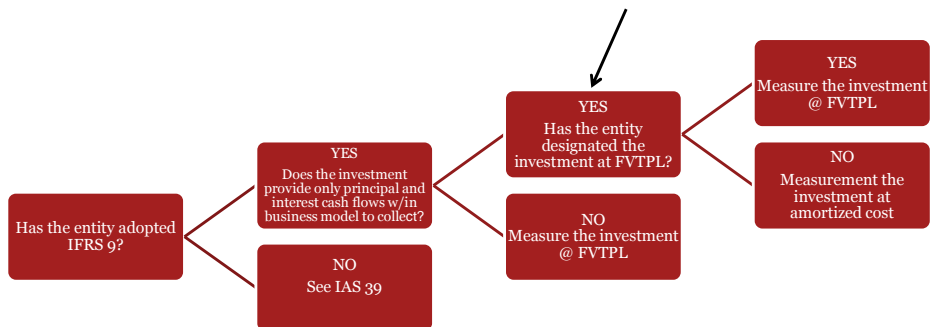 Has the entity adopted
IFRS 9?
YES
Does the investment
provide only principal and
interest cash flows w/in
business model to collect?
NO
See IAS 39
YES
Has the entity
designated the
investment at FVTPL?
NO
Measure the investment
@ FVTPL
YES
Measure the investment
@ FVTPL
NO
Measurement the
investment at
amortized cost